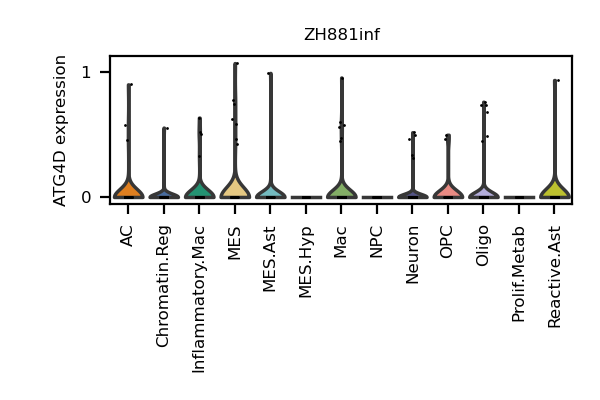 ZH881inf
ATG4D expression
1
0
AC
Chromatin.Reg
Inflammatory.Mac
MES
MES.Ast
MES.Hyp
Mac
NPC
Neuron
OPC
Oligo
Prolif.Metab
Reactive.Ast